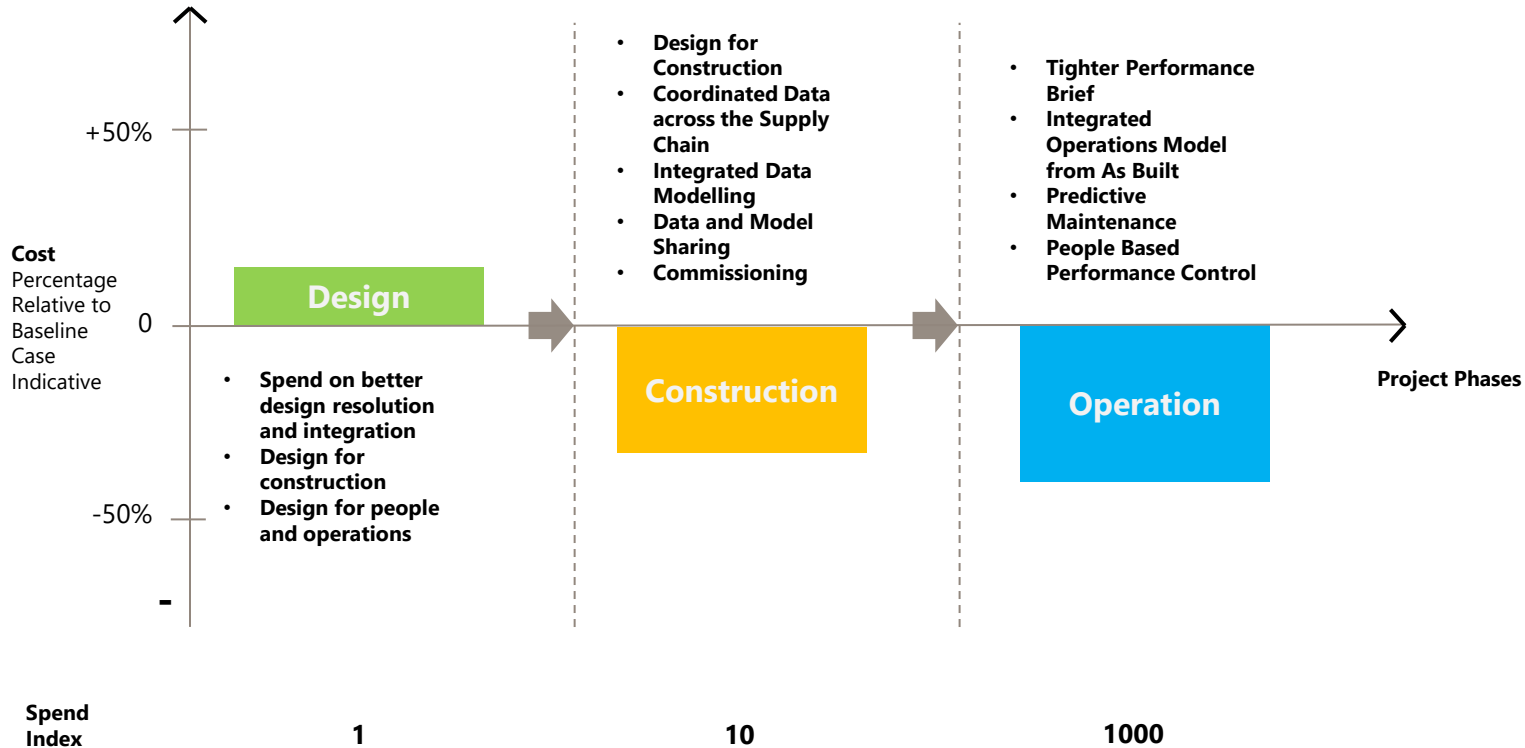 +50%
0
-50%
-
Cost
Percentage
Relative to
Baseline
Case
Indicative
Design
• Spend on better
design resolution
and integration
• Design for
construction
• Design for people
and operations
• Design for
Construction
• Coordinated Data
across the Supply
Chain
• Integrated Data
Modelling
• Data and Model
Sharing
• Commissioning
Construction
• Tighter Performance
Brief
• Integrated
Operations Model
from As Built
• Predictive
Maintenance
• People Based
Performance Control
Operation
Project Phases
Spend
Index
1
10
1000